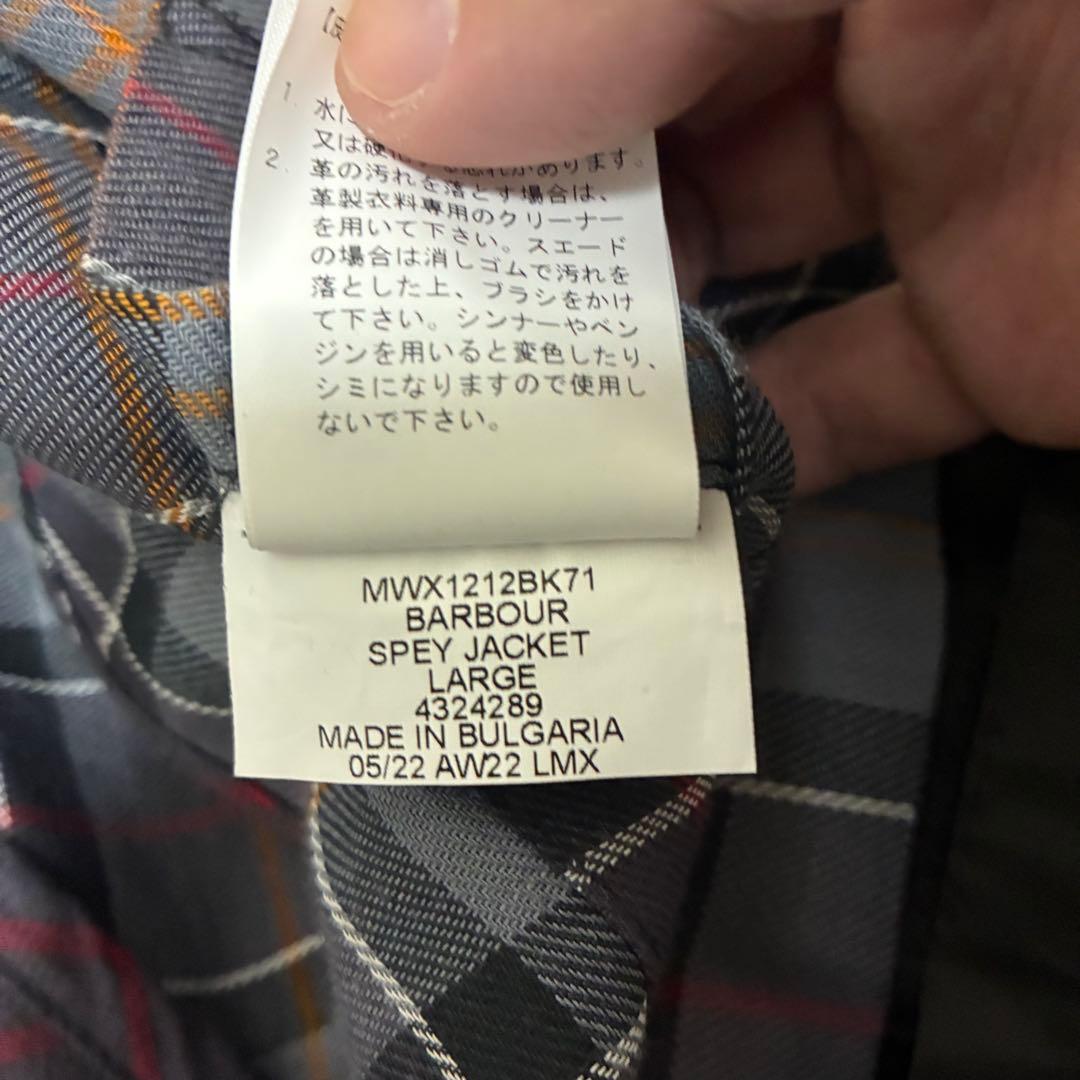 1. 水に
又は硬
2. 革の汚れを落とす場合は、
革製衣料専用のクリーナー
を用いて下さい。スエード
の場合は消しゴムで汚れを
落とした上、ブラシをかけ
て下さい。シンナーやベン
ジンを用いると変色したり、
シミになりますので使用し
ないで下さい。
MWX1212BK71
BARBOUR
SPEY JACKET
LARGE
4324289
MADE IN BULGARIA
05/22 AW22 LMX